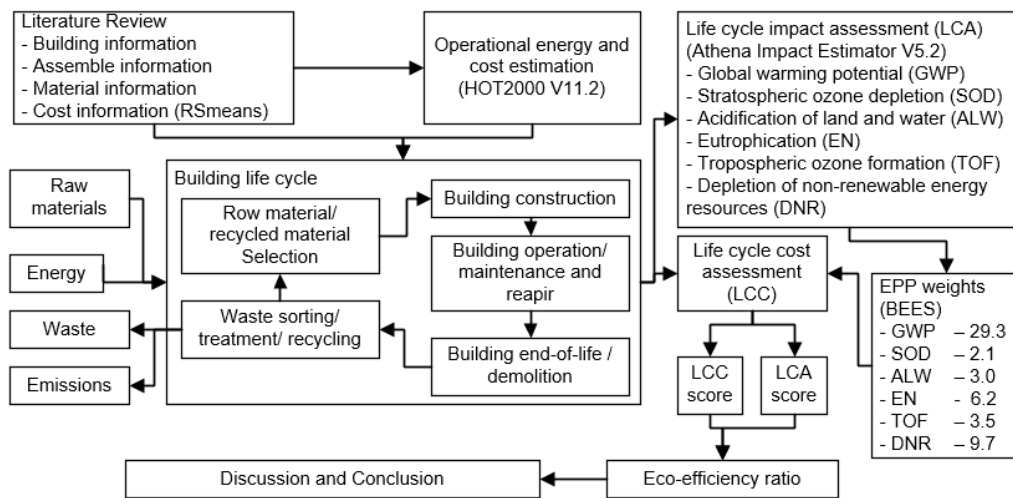 Literature Review
- Building information
- Assemble information
- Material information
- Cost information (RSmeans)
Operational energy and
cost estimation
(HOT2000 V11.2)
Life cycle impact assessment (LCA)
(Athena Impact Estimator V5.2)
- Global warming potential (GWP)
- Stratospheric ozone depletion (SOD)
- Acidification of land and water (ALW)
- Eutrophication (EN)
- Tropospheric ozone formation (TOF)
- Depletion of non-renewable energy
resources (DNR)
Raw
materials
Energy
Waste
Emissions
Building life cycle
Row material/
recycled material
Selection
Building construction
Building operation/
maintenance and
reapir
Waste sorting/
treatment/ recycling
Building end-of-life /
demolition
Life cycle cost
assessment
(LCC)
EPP weights
(BEES)
- GWP – 29.3
- SOD – 2.1
- ALW – 3.0
- EN - 6.2
- TOF – 3.5
- DNR – 9.7
LCC
score
LCA
score
Discussion and Conclusion
Eco-efficiency ratio